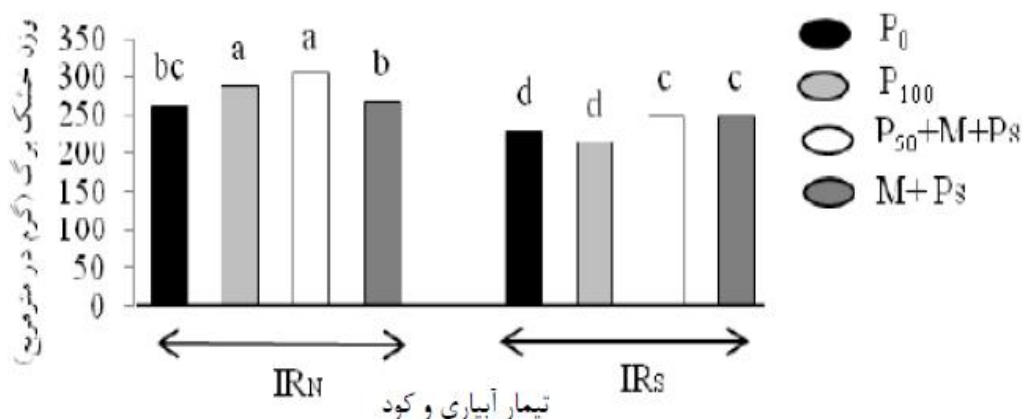 وزن خشک برگ (گرم در مترمربع)
350
300
250
200
150
100
50
0
bc a a b d d c c
P0
P100
P50+M+Ps
M+Ps
IRN IRS
تیمار آبیاری و کود